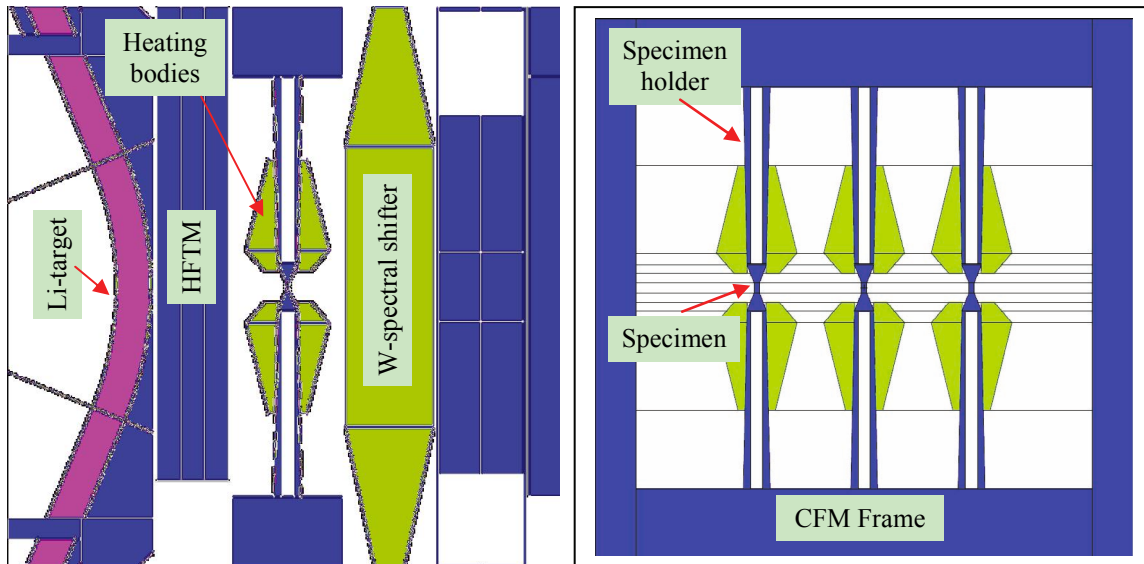 Heating
bodies
Li-target
HFTM
W-spectral shifter
Specimen
holder
Specimen
CFM Frame